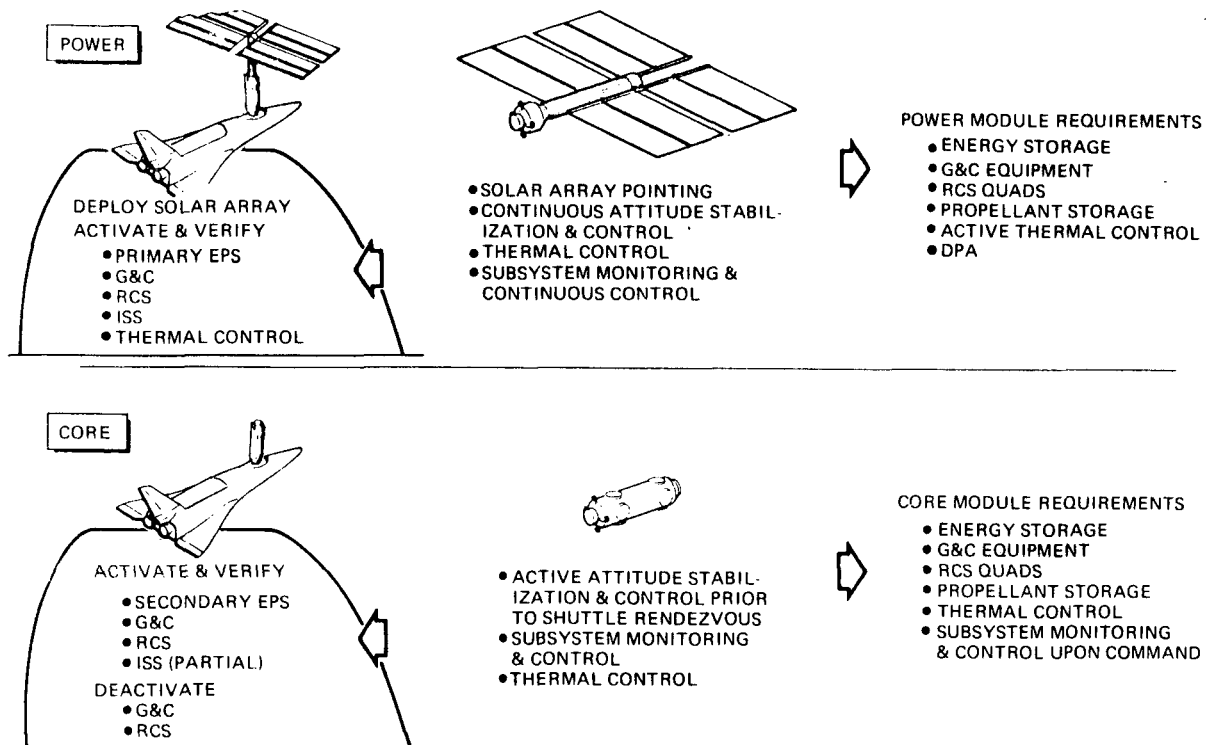 POWER
DEPLOY SOLAR ARRAY
ACTIVATE & VERIFY
• PRIMARY EPS
• G&C
• RCS
• ISS
• THERMAL CONTROL
• SOLAR ARRAY POINTING
• CONTINUOUS ATTITUDE STABIL-
IZATION & CONTROL
• THERMAL CONTROL
• SUBSYSTEM MONITORING &
CONTINUOUS CONTROL
POWER MODULE REQUIREMENTS
• ENERGY STORAGE
• G&C EQUIPMENT
• RCS QUADS
• PROPELLANT STORAGE
• ACTIVE THERMAL CONTROL
• DPA
CORE
ACTIVATE & VERIFY
• SECONDARY EPS
• G&C
• RCS
• ISS (PARTIAL)
DEACTIVATE
• G&C
• RCS
• ACTIVE ATTITUDE STABIL-
IZATION & CONTROL PRIOR
TO SHUTTLE RENDEZVOUS
• SUBSYSTEM MONITORING
& CONTROL
• THERMAL CONTROL
CORE MODULE REQUIREMENTS
• ENERGY STORAGE
• G&C EQUIPMENT
• RCS QUADS
• PROPELLANT STORAGE
• THERMAL CONTROL
• SUBSYSTEM MONITORING
& CONTROL UPON COMMAND